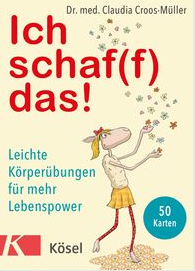 Dr. med. Claudia Croos-Müller
Ich
schaf(f)
das!
Leichte
Körperübungen
für mehr
Lebenspower
50
Karten
K
Kösel